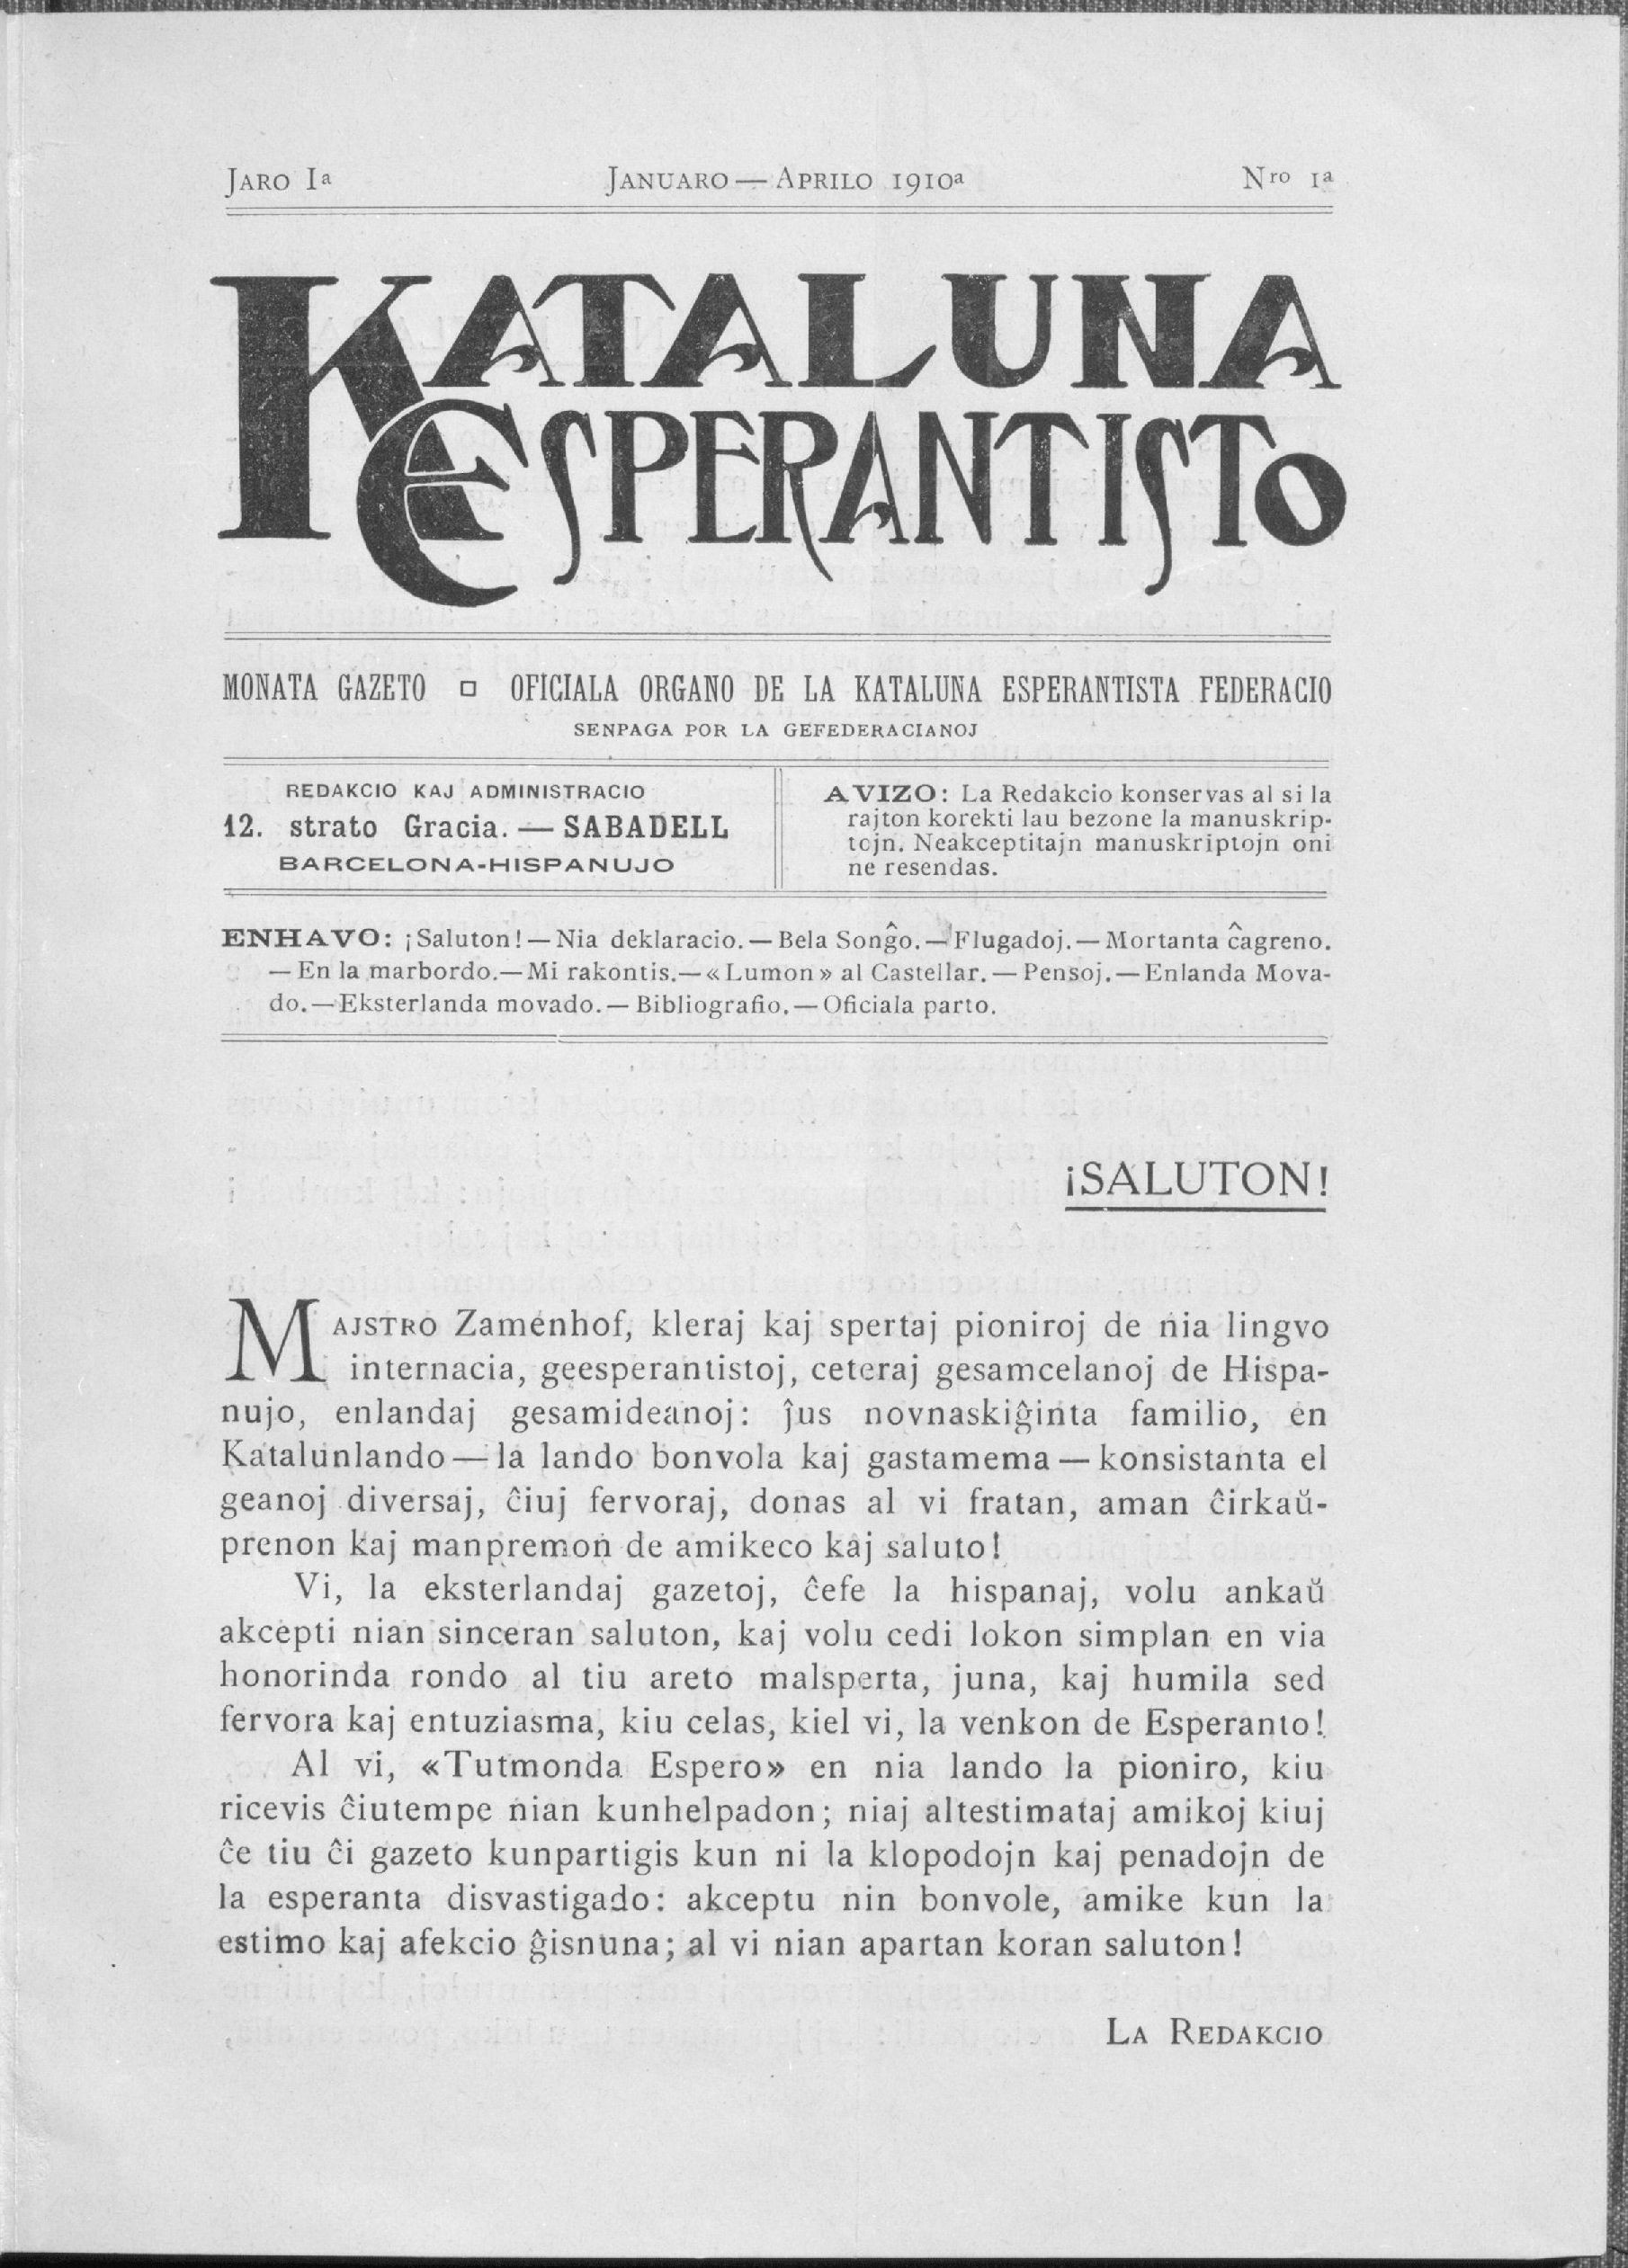 JARO Iª JANUARO — APRILO 1910ª Nro 1ª
KATALUNA
ESPERANTISTO
MONATA GAZETO □ OFICIALA ORGANO DE LA KATALUNA ESPERANTISTA FEDERACIO
SENPAGA POR LA GEFEDERACIANOJ
REDAKCIO KAJ ADMINISTRACIO
12. strato Gracia. — SABADELL
BARCELONA-HISPANUJO
AVIZO: La Redakcio konservas al si la
rajton korekti lau bezone la manuskrip-
tojn. Neakceptitajn manuskriptojn oni
ne resendas.
ENHAVO: ¡Saluton! — Nia deklaracio. — Bela Sonĝo. — Flugadoj. — Mortanta ĉagreno.
— En la marbordo. — Mi rakontis. — «Lumon» al Castellar. — Pensoj. — Enlanda Mova-
do. — Eksterlanda movado. — Bibliografio. — Oficiala parto.
¡SALUTON!
MAJSTRO Zamenhof, kleraj kaj spertaj pioniroj de nia lingvo
internacia, geesperantistoj, ceteraj gesamcelanoj de Hispa-
nujo, enlandaj gesamideanoj: ĵus novnaskiĝinta familio, en
Katalunlando — la lando bonvola kaj gastamema — konsistanta el
geanoj diversaj, ĉiuj fervoraj, donas al vi fratan, aman ĉirkaŭ-
prenon kaj manpremon de amikeco kaj saluto!
Vi, la eksterlandaj gazetoj, ĉefe la hispanaj, volu ankaŭ
akcepti nian sinceran saluton, kaj volu cedi lokon simplan en via
honorinda rondo al tiu areto malsperta, juna, kaj humila sed
fervora kaj entuziasma, kiu celas, kiel vi, la venkon de Esperanto!
Al vi, «Tutmonda Espero» en nia lando la pioniro, kiu
ricevis ĉiutempe nian kunhelpadon; niaj altestimataj amikoj kiuj
ĉe tiu ĉi gazeto kunpartigis kun ni la klopodojn kaj penadojn de
la esperanta disvastigado: akceptu nin bonvole, amike kun la
estimo kaj afekcio ĝisnuna; al vi nian apartan koran saluton!
LA REDAKCIO